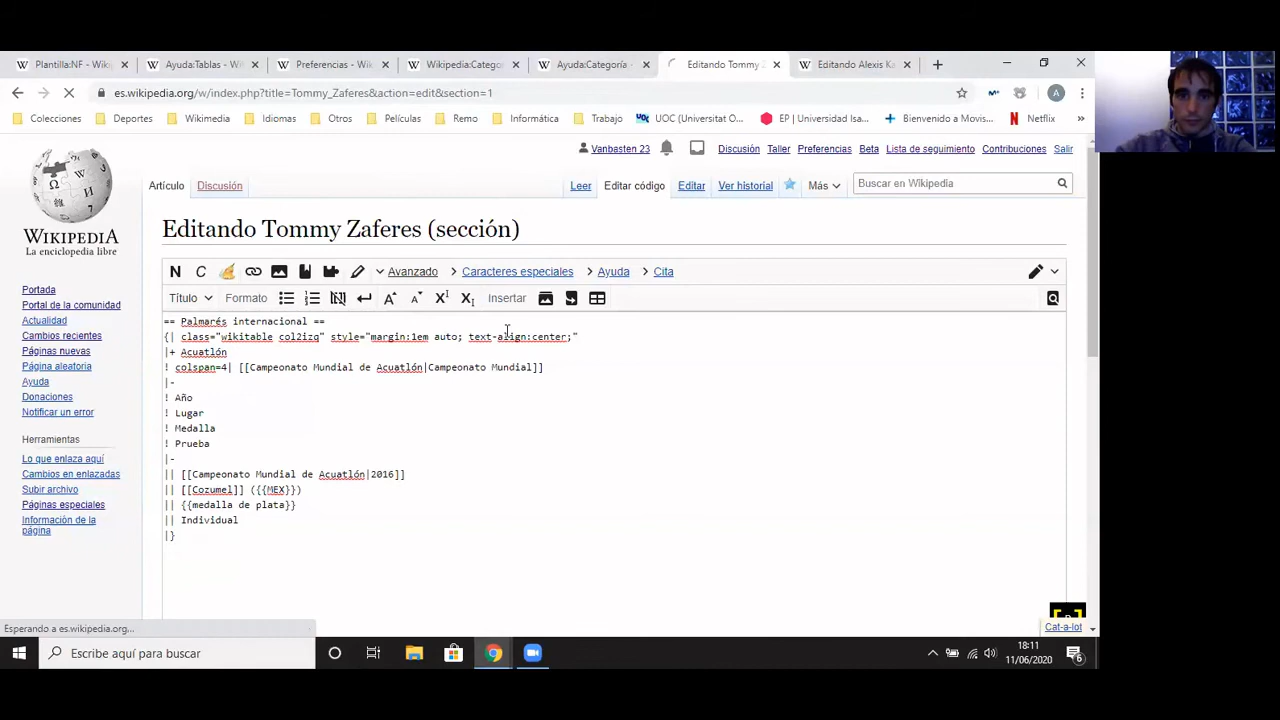 Plantilla:NF - Wiki
Ayuda:Tablas - Wi
Preferencias - Wiki
Wikipedia:Catego
Ayuda:Categoría -
Editando Tommy Z
Editando Alexis Ka
es.wikipedia.org/w/index.php?title=Tommy_Zaferes&action=edit&section=1
A
Colecciones
Deportes
Wikimedia
Idiomas
Otros
Películas
Remo
Informática
Trabajo
UOC (Universitat O...
EP | Universidad Isa...
Bienvenido a Movis...
Netflix
»
Vanbasten 23
Discusión
Taller
Preferencias
Beta
Lista de seguimiento
Contribuciones
Salir
Artículo
Discusión
Leer
Editar código
Editar
Ver historial
Más
Buscar en Wikipedia
WIKIPEDIA
La enciclopedia libre
Portada
Portal de la comunidad
Actualidad
Cambios recientes
Páginas nuevas
Página aleatoria
Ayuda
Donaciones
Notificar un error
Herramientas
Lo que enlaza aquí
Cambios en enlazadas
Subir archivo
Páginas especiales
Información de la
página
Editando Tommy Zaferes (sección)
N
C
Avanzado
Caracteres especiales
Ayuda
Cita
Título
Formato
Insertar
== Palmarés internacional ==
{| class="wikitable col2izq" style="margin:1em auto; text-align:center;"
|+ Acuatlón
! colspan=4| [[Campeonato Mundial de Acuatlón|Campeonato Mundial]]
|-
! Año
! Lugar
! Medalla
! Prueba
|-
|| [[Campeonato Mundial de Acuatlón|2016]]
|| [[Cozumel]] ({{MEX}})
|| {{medalla de plata}}
|| Individual
|}
Cat-a-lot
Esperando a es.wikipedia.org...
Escribe aquí para buscar
18:11
11/06/2020
6